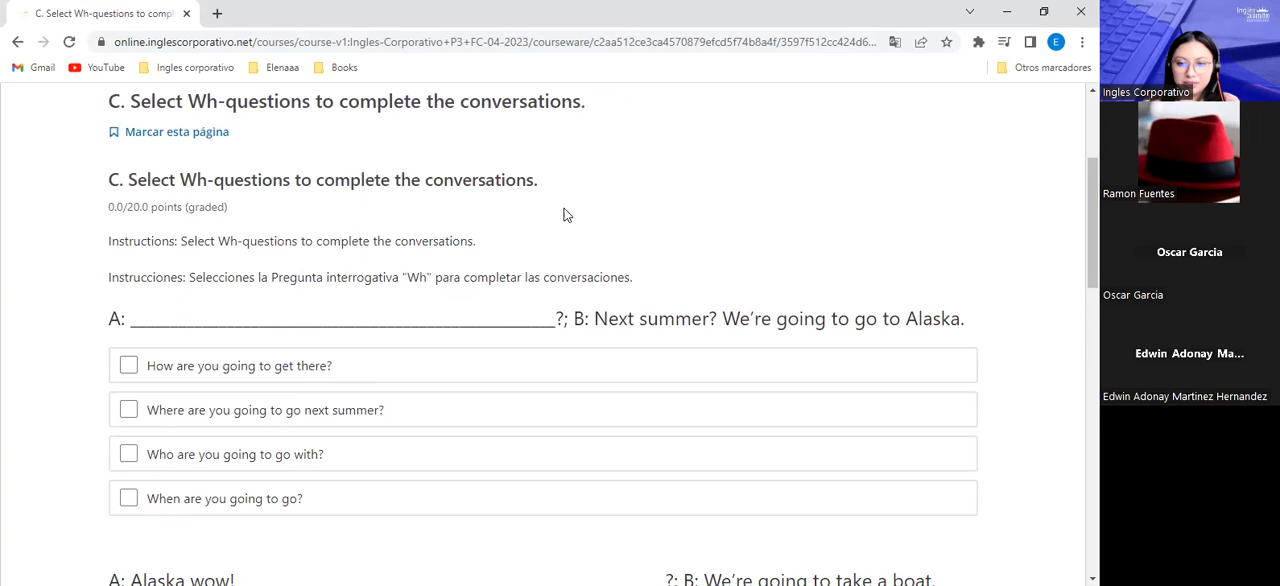 C. Select Wh-questions to compl
online.inglescorporativo.net/courses/course-v1:Ingles-Corporativo+P3+FC-04-2023/courseware/c2aa512ce3ca4570879efcd5f74b8a4f/3597f512cc424d6...
E
Gmail
YouTube
Ingles corporativo
Elenaaa
Books
Otros marcadores
C. Select Wh-questions to complete the conversations.
Marcar esta página
C. Select Wh-questions to complete the conversations.
0.0/20.0 points (graded)
Instructions: Select Wh-questions to complete the conversations.
Instrucciones: Selecciones la Pregunta interrogativa "Wh" para completar las conversaciones.
A: ______________________________________________?; B: Next summer? We’re going to go to Alaska.
How are you going to get there?
Where are you going to go next summer?
Who are you going to go with?
When are you going to go?
A: Alaska wow! ______________________________________________?; B: We’re going to take a boat.
Ingles Corporativo
Ramon Fuentes
Oscar Garcia
Oscar Garcia
Edwin Adonay Ma...
Edwin Adonay Martinez Hernandez